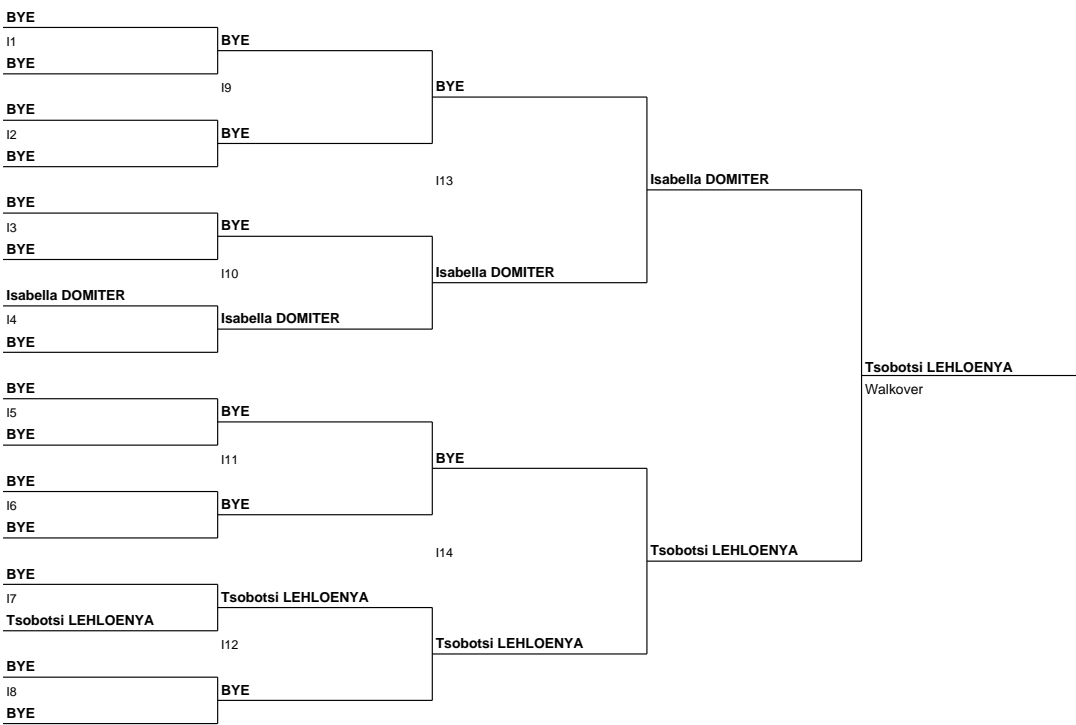 BYE
I1
BYE
BYE
I9
BYE
BYE
I2
BYE
BYE
I13
Isabella DOMITER
BYE
I3
BYE
BYE
I10
Isabella DOMITER
Isabella DOMITER
I4
Isabella DOMITER
BYE
Tsobotsi LEHLOENYA
Walkover
BYE
I5
BYE
BYE
I11
BYE
BYE
I6
BYE
BYE
I14
Tsobotsi LEHLOENYA
BYE
I7
Tsobotsi LEHLOENYA
Tsobotsi LEHLOENYA
I12
Tsobotsi LEHLOENYA
BYE
I8
BYE
BYE